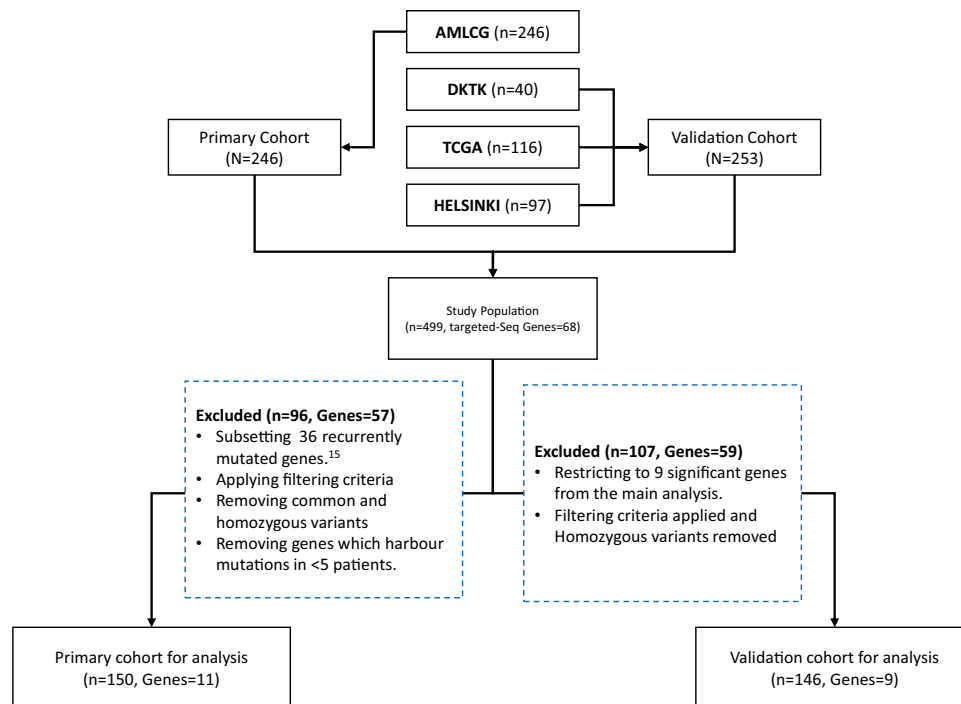 AMLCG (n=246)
DKTK (n=40)
TCGA (n=116)
HELSINKI (n=97)
Primary Cohort
(N=246)
Validation Cohort
(N=253)
Study Population
(n=499, targeted-Seq Genes=68)
Excluded (n=96, Genes=57)
• Subsetting 36 recurrently
mutated genes.15
• Applying filtering criteria
• Removing common and
homozygous variants
• Removing genes which harbour
mutations in <5 patients.
Excluded (n=107, Genes=59)
• Restricting to 9 significant genes
from the main analysis.
• Filtering criteria applied and
Homozygous variants removed
Primary cohort for analysis
(n=150, Genes=11)
Validation cohort for analysis
(n=146, Genes=9)